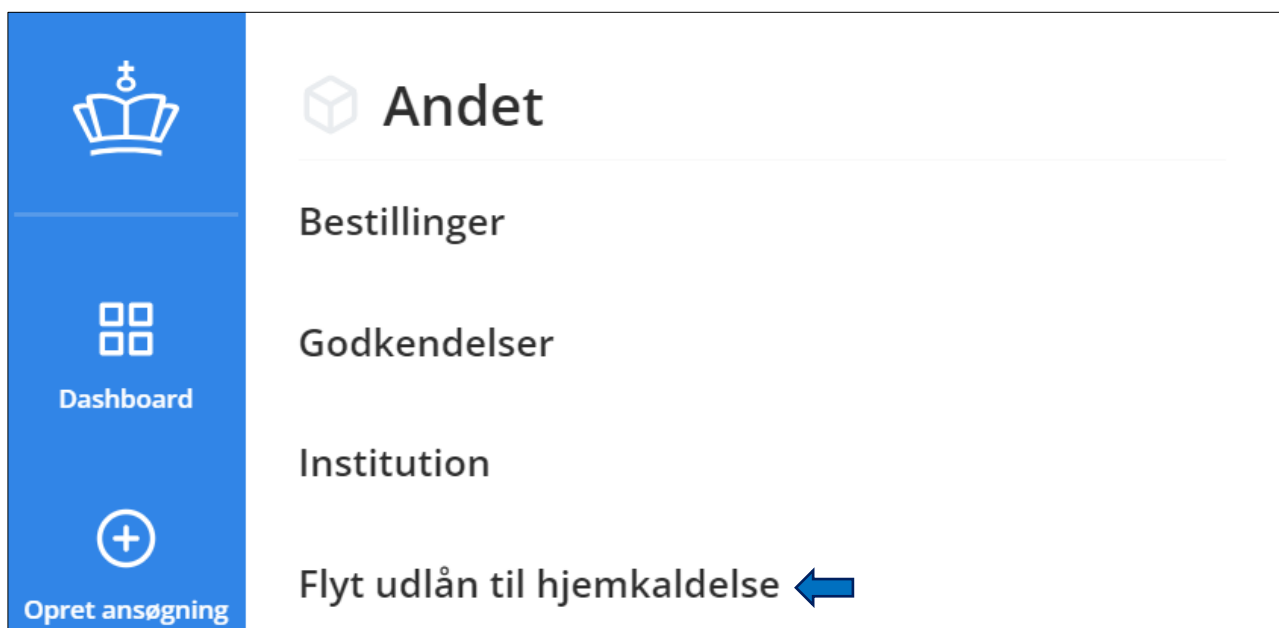 Andet
Bestillinger
Godkendelser
Dashboard
Institution
Flyt udlån til hjemkaldelse
Opret ansøgning